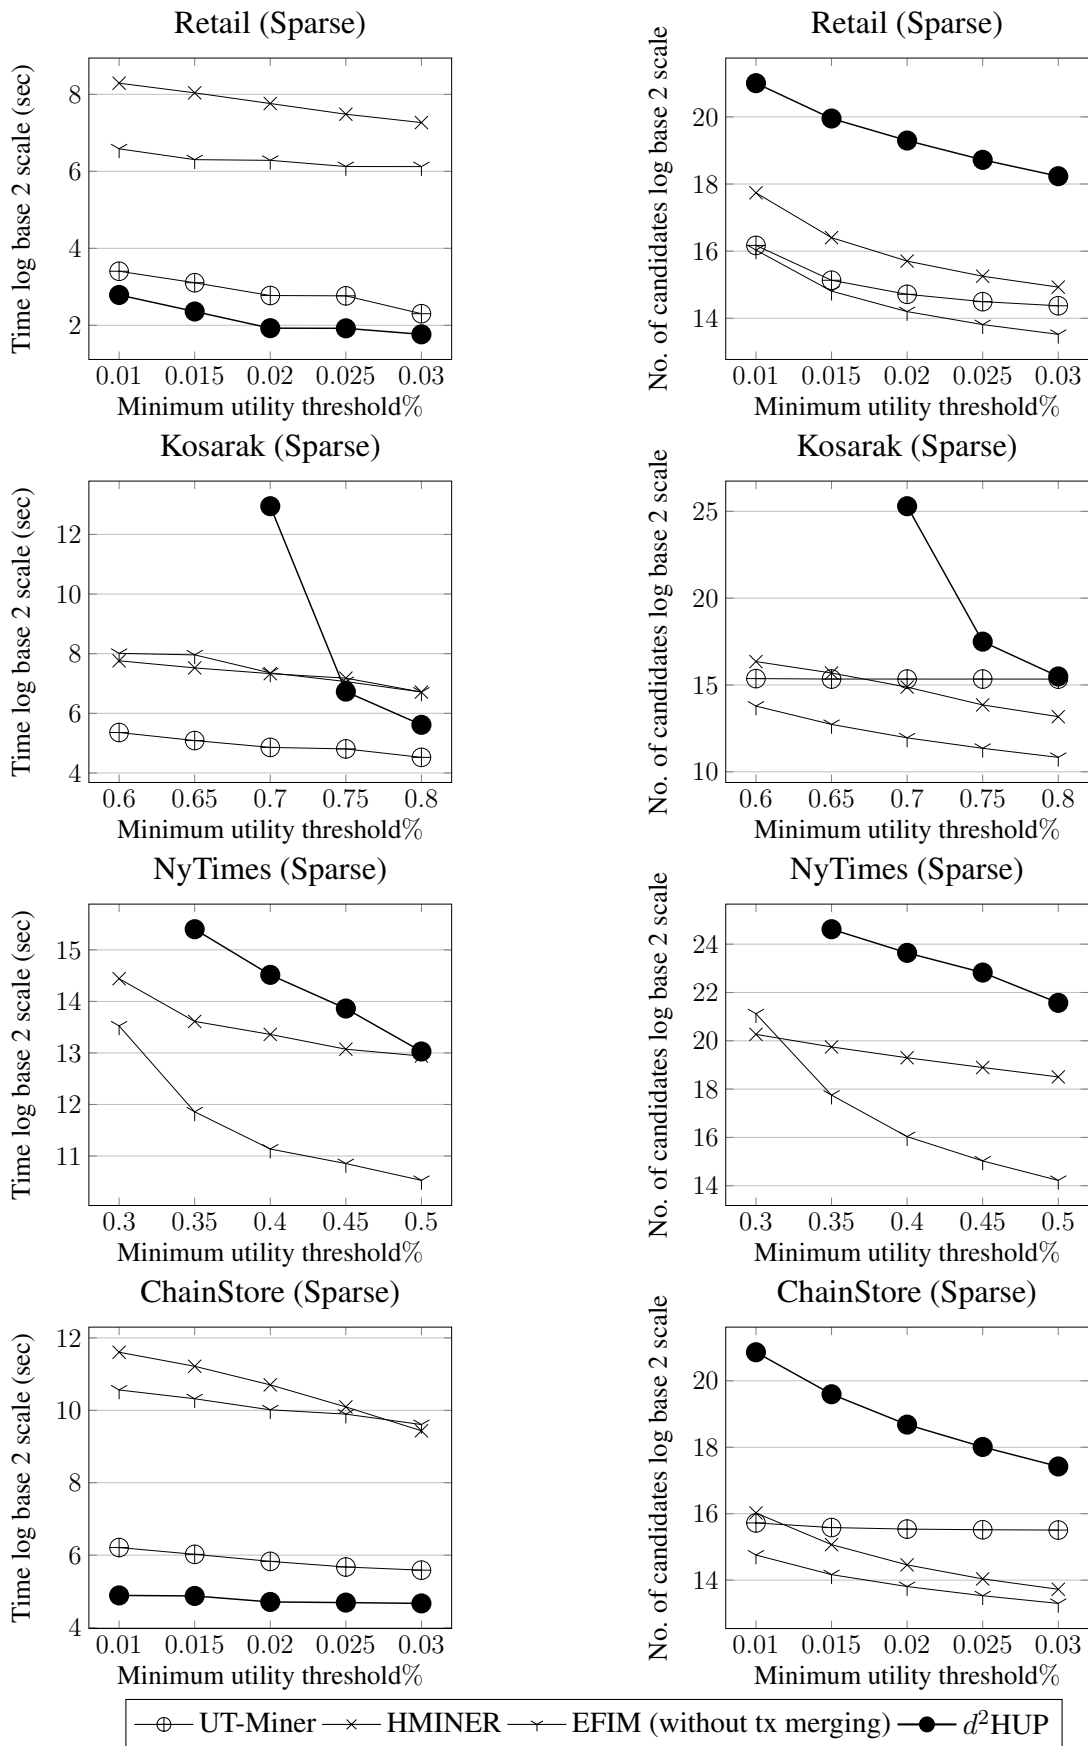 Retail (Sparse)
Time log base 2 scale (sec)
8
6
4
2
0.01 0.015 0.02 0.025 0.03
Minimum utility threshold%
Retail (Sparse)
No. of candidates log base 2 scale
20
18
16
14
0.01 0.015 0.02 0.025 0.03
Minimum utility threshold%
Kosarak (Sparse)
Time log base 2 scale (sec)
12
10
8
6
4
0.6 0.65 0.7 0.75 0.8
Minimum utility threshold%
Kosarak (Sparse)
No. of candidates log base 2 scale
25
20
15
10
0.6 0.65 0.7 0.75 0.8
Minimum utility threshold%
NyTimes (Sparse)
Time log base 2 scale (sec)
15
14
13
12
11
0.3 0.35 0.4 0.45 0.5
Minimum utility threshold%
NyTimes (Sparse)
No. of candidates log base 2 scale
24
22
20
18
16
14
0.3 0.35 0.4 0.45 0.5
Minimum utility threshold%
ChainStore (Sparse)
Time log base 2 scale (sec)
12
10
8
6
4
0.01 0.015 0.02 0.025 0.03
Minimum utility threshold%
ChainStore (Sparse)
No. of candidates log base 2 scale
20
18
16
14
0.01 0.015 0.02 0.025 0.03
Minimum utility threshold%
UT-Miner HMINER EFIM (without tx merging) d²HUP